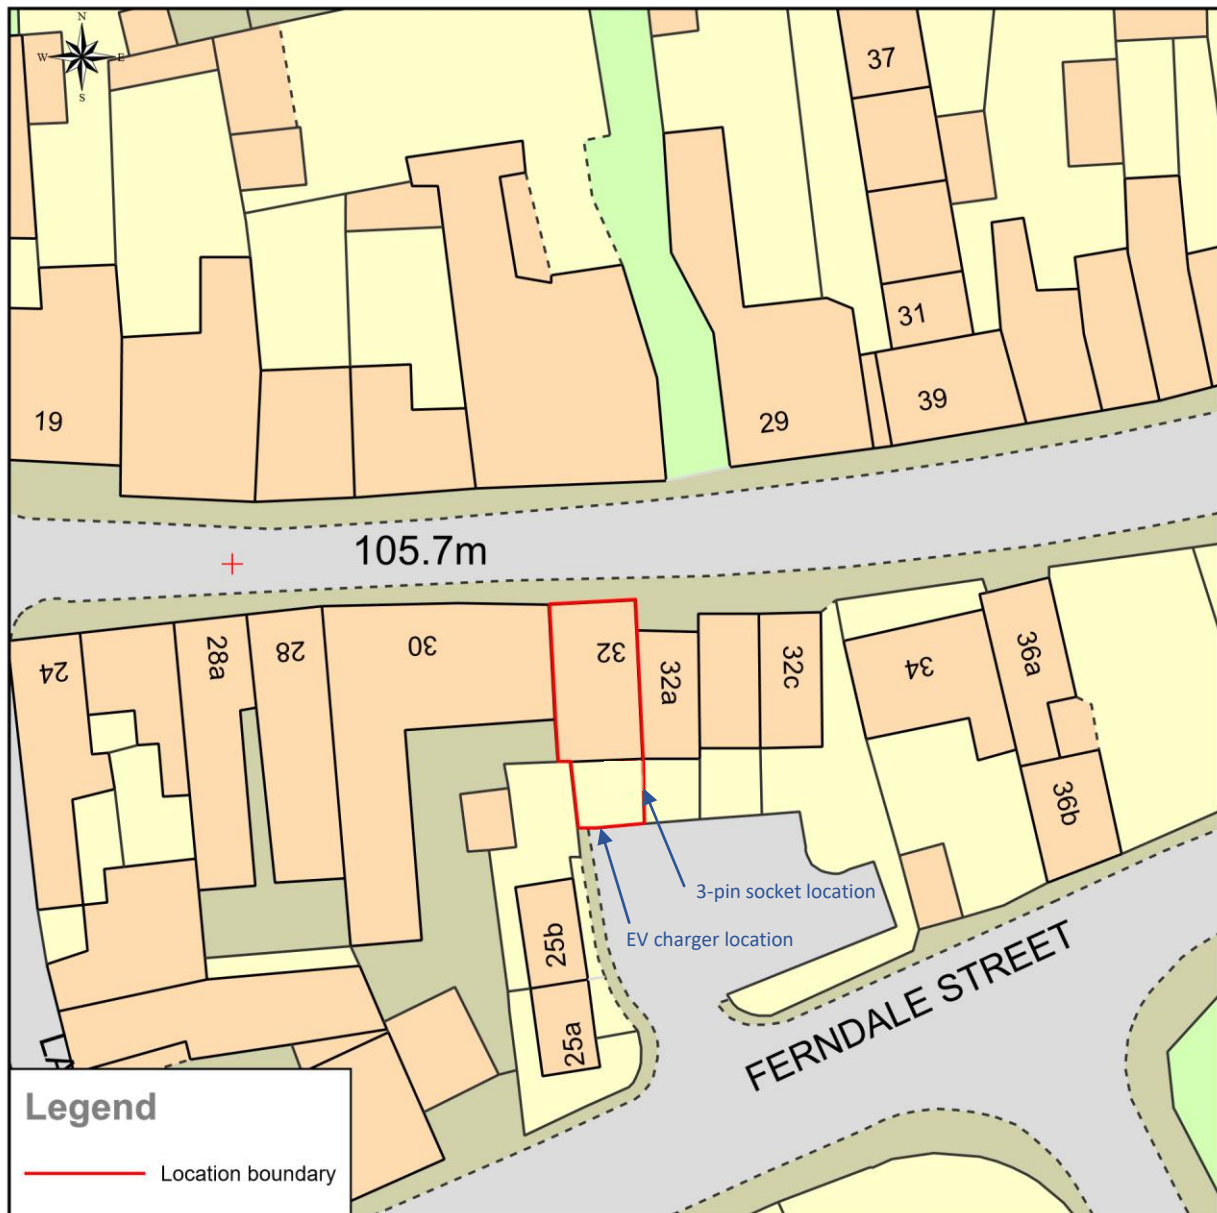 N
W E
S
37
31
19
29
39
105.7m
24
28a
28
30
32
32a
32c
34
36a
36b
3-pin socket location
EV charger location
25b
25a
FERNDALE STREET
LA
Legend
Location boundary